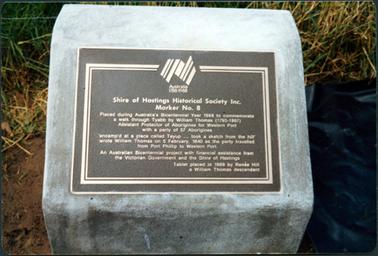 Australia
1788-1988
Shire of Hastings Historical Society Inc.
Marker No. 8
Placed during Australia's Bicentennial Year 1988 to commemorate
a walk through Tyabb by William Thomas (1793-1867)
Assistant Protector of Aborigines for Western Port
with a party of 57 Aborigines
'encamp'd at a place called Tayup ... took a sketch from the hill'
wrote William Thomas on 5 February, 1840 as the party travelled
from Port Phillip to Western Port
An Australian Bicentennial project with financial assistance from
the Victorian Government and the Shire of Hastings
Tablet placed in 1989 by Renée Hill
a William Thomas descendant